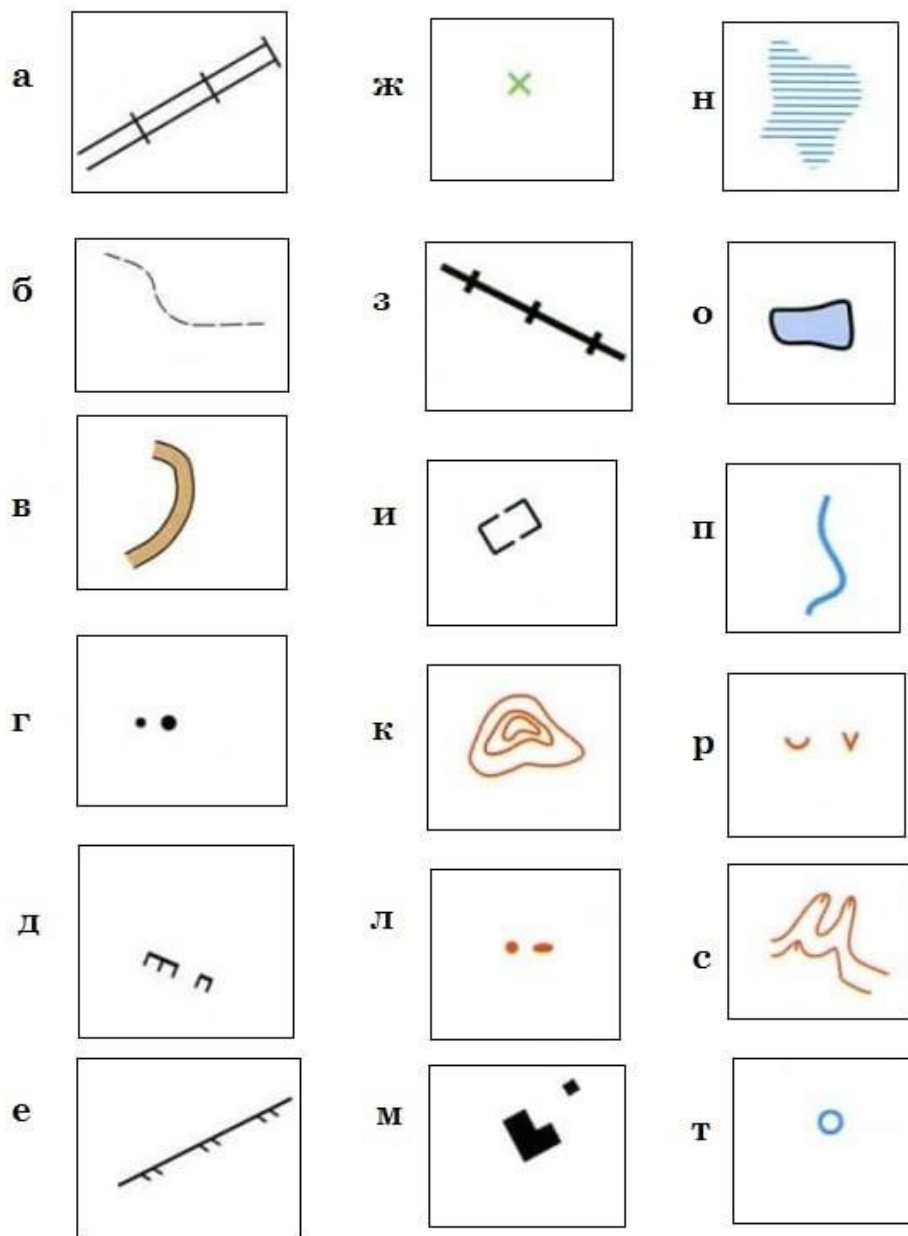 а
ж
н
б
з
о
в
и
п
г
к
р
д
л
с
е
м
т